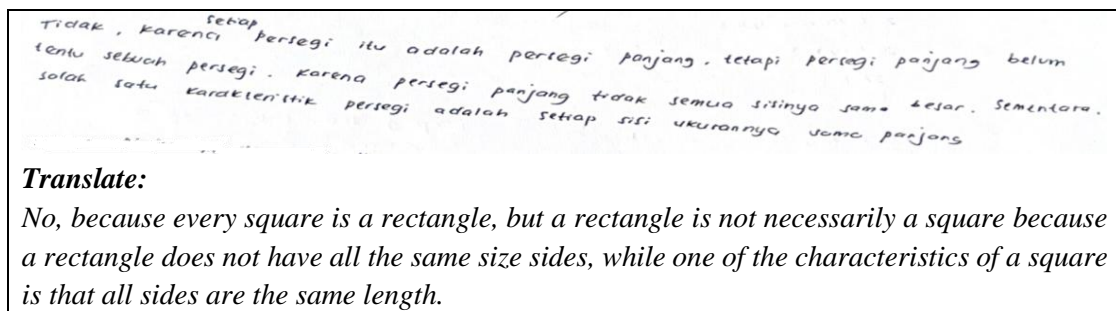 Tidak, karena setiap persegi itu adalah persegi panjang. tetapi persegi panjang belum
tentu sebuah persegi. karena persegi panjang tidak semua sisinya sama besar. Sementara.
salah satu karakteristik persegi adalah setiap sisi ukurannya sama panjang
Translate:
No, because every square is a rectangle, but a rectangle is not necessarily a square because
a rectangle does not have all the same size sides, while one of the characteristics of a square
is that all sides are the same length.